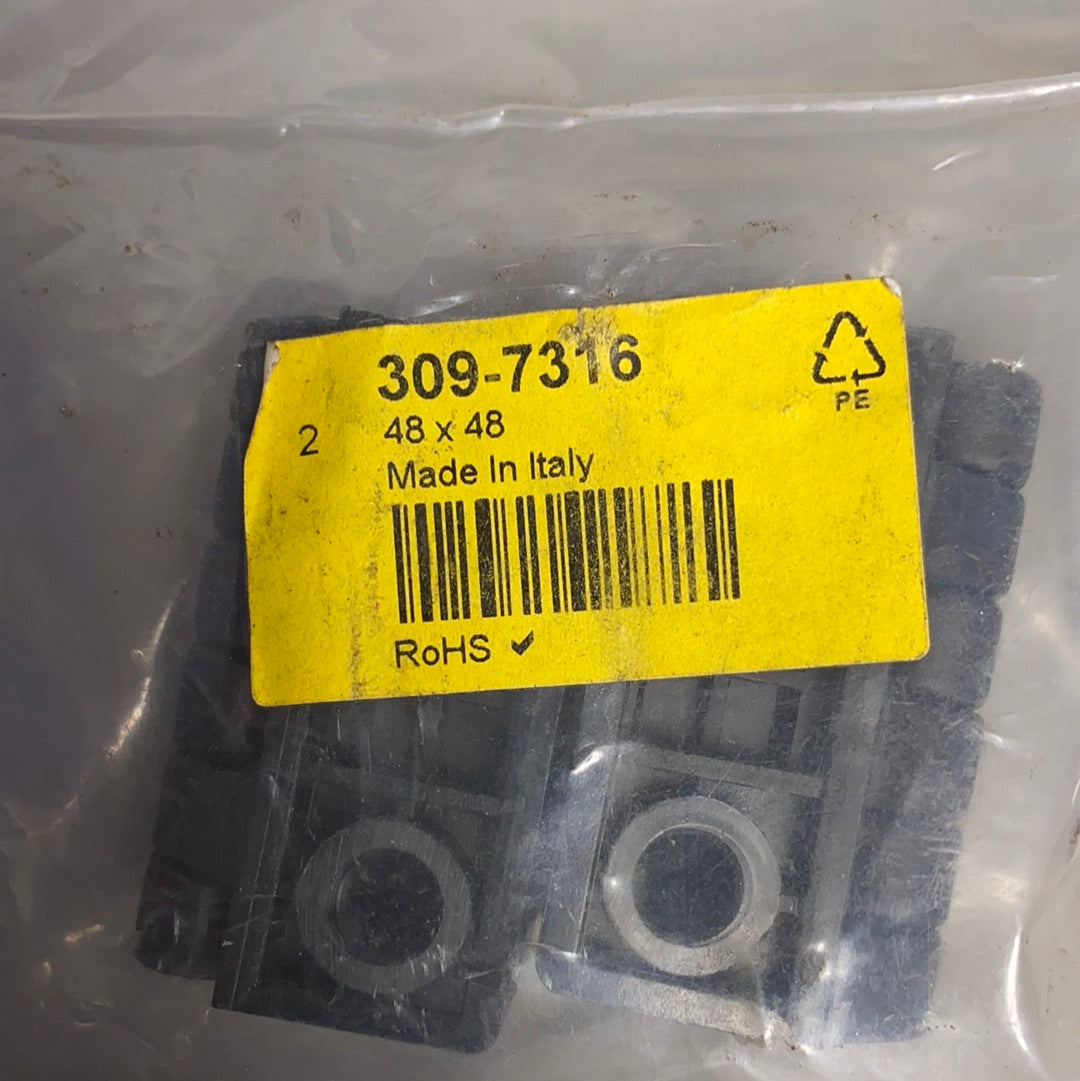 309-7316
2
48 x 48
Made In Italy
RoHS ✔
PE